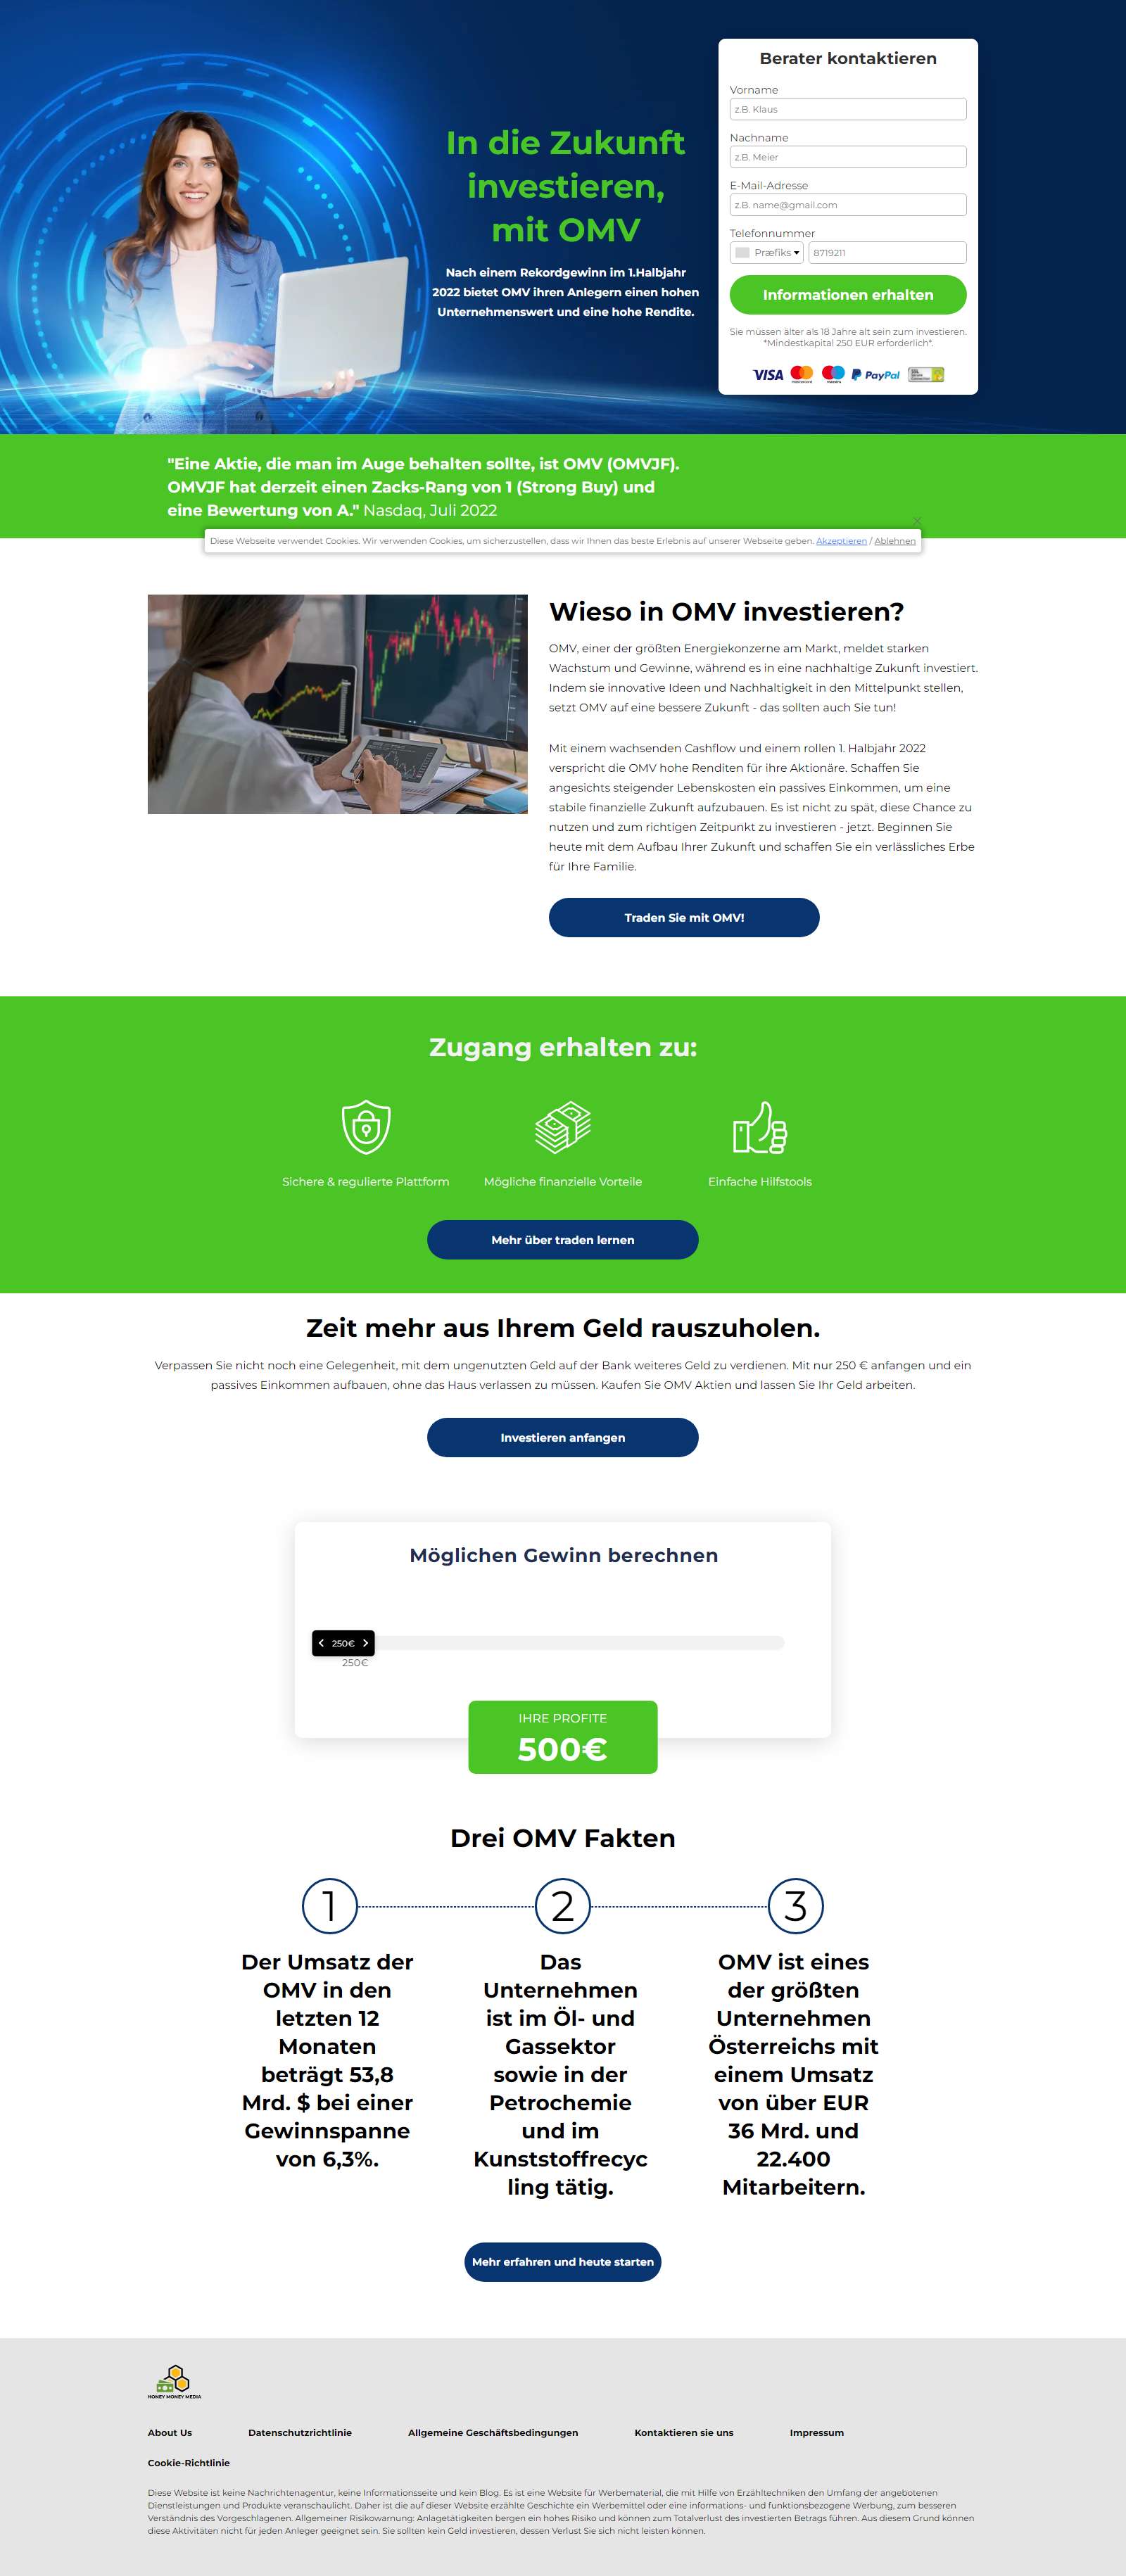 Berater kontaktieren
Vorname
z.B. Klaus
Nachname
z.B. Meier
E-Mail-Adresse
z.B. name@gmail.com
Telefonnummer
Præfiks
8719211
Informationen erhalten
Sie müssen älter als 18 Jahre alt sein zum investieren.
*Mindestkapital 250 EUR erforderlich*.
VISA
PayPal
In die Zukunft
investieren,
mit OMV
Nach einem Rekordgewinn im 1.Halbjahr
2022 bietet OMV ihren Anlegern einen hohen
Unternehmenswert und eine hohe Rendite.
"Eine Aktie, die man im Auge behalten sollte, ist OMV (OMVJF).
OMVJF hat derzeit einen Zacks-Rang von 1 (Strong Buy) und
eine Bewertung von A." Nasdaq, Juli 2022
Diese Webseite verwendet Cookies. Wir verwenden Cookies, um sicherzustellen, dass wir Ihnen das beste Erlebnis auf unserer Webseite geben. Akzeptieren / Ablehnen
Wieso in OMV investieren?
OMV, einer der größten Energiekonzerne am Markt, meldet starken
Wachstum und Gewinne, während es in eine nachhaltige Zukunft investiert.
Indem sie innovative Ideen und Nachhaltigkeit in den Mittelpunkt stellen,
setzt OMV auf eine bessere Zukunft - das sollten auch Sie tun!
Mit einem wachsenden Cashflow und einem rollen 1. Halbjahr 2022
verspricht die OMV hohe Renditen für ihre Aktionäre. Schaffen Sie
angesichts steigender Lebenskosten ein passives Einkommen, um eine
stabile finanzielle Zukunft aufzubauen. Es ist nicht zu spät, diese Chance zu
nutzen und zum richtigen Zeitpunkt zu investieren - jetzt. Beginnen Sie
heute mit dem Aufbau Ihrer Zukunft und schaffen Sie ein verlässliches Erbe
für Ihre Familie.
Traden Sie mit OMV!
Zugang erhalten zu:
Sichere & regulierte Plattform
Mögliche finanzielle Vorteile
Einfache Hilfstools
Mehr über traden lernen
Zeit mehr aus Ihrem Geld rauszuholen.
Verpassen Sie nicht noch eine Gelegenheit, mit dem ungenutzten Geld auf der Bank weiteres Geld zu verdienen. Mit nur 250 € anfangen und ein
passives Einkommen aufbauen, ohne das Haus verlassen zu müssen. Kaufen Sie OMV Aktien und lassen Sie Ihr Geld arbeiten.
Investieren anfangen
Möglichen Gewinn berechnen
250€
250€
IHRE PROFITE
500€
Drei OMV Fakten
1
Der Umsatz der
OMV in den
letzten 12
Monaten
beträgt 53,8
Mrd. $ bei einer
Gewinnspanne
von 6,3%.
2
Das
Unternehmen
ist im Öl- und
Gassektor
sowie in der
Petrochemie
und im
Kunststoffrecyc
ling tätig.
3
OMV ist eines
der größten
Unternehmen
Österreichs mit
einem Umsatz
von über EUR
36 Mrd. und
22.400
Mitarbeitern.
Mehr erfahren und heute starten
HONEY MONEY MEDIA
About Us
Datenschutzrichtlinie
Allgemeine Geschäftsbedingungen
Kontaktieren sie uns
Impressum
Cookie-Richtlinie
Diese Website ist keine Nachrichtenagentur, keine Informationsseite und kein Blog. Es ist eine Website für Werbematerial, die mit Hilfe von Erzähltechniken den Umfang der angebotenen
Dienstleistungen und Produkte veranschaulicht. Daher ist die auf dieser Website erzählte Geschichte ein Werbemittel oder eine informations- und funktionsbezogene Werbung, zum besseren
Verständnis des Vorgeschlagenen. Allgemeiner Risikowarnung: Anlagetätigkeiten bergen ein hohes Risiko und können zum Totalverlust des investierten Betrags führen. Aus diesem Grund können
diese Aktivitäten nicht für jeden Anleger geeignet sein. Sie sollten kein Geld investieren, dessen Verlust Sie sich nicht leisten können.